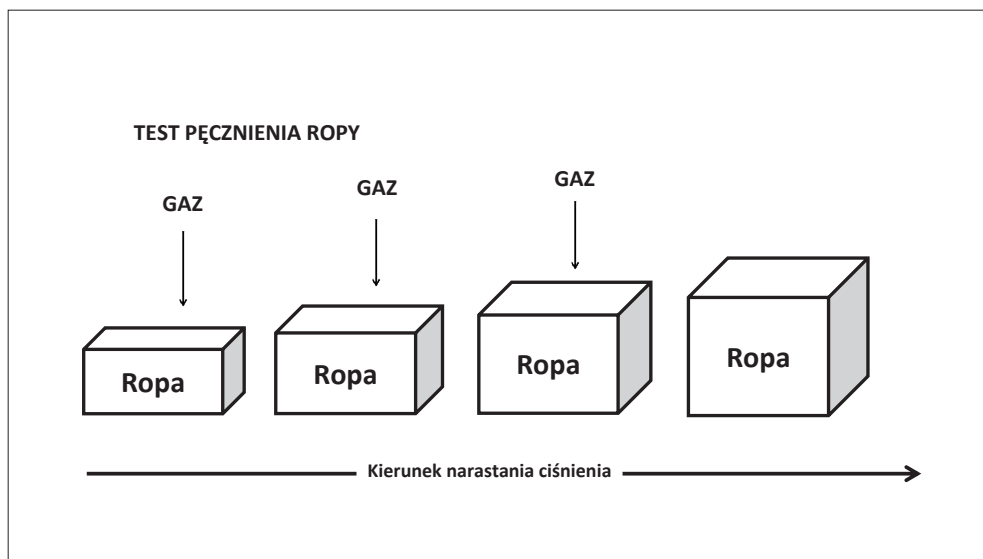 TEST PĘCZNIENIA ROPY
GAZ
GAZ
GAZ
Ropa
Ropa
Ropa
Ropa
Kierunek narastania ciśnienia